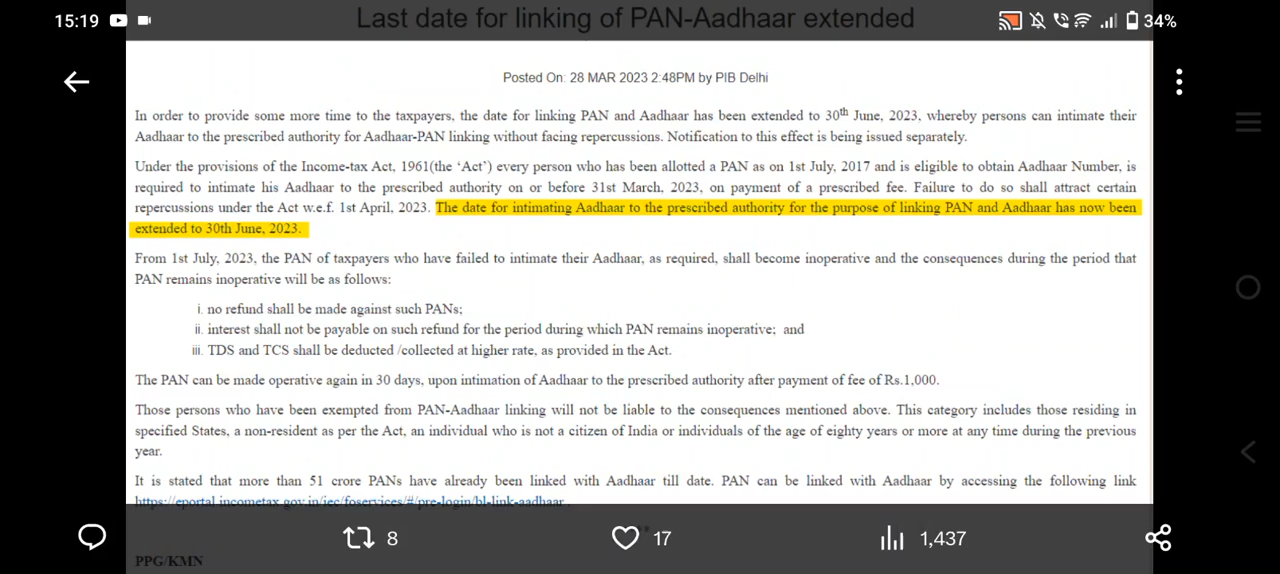 15:19
34%
Last date for linking of PAN-Aadhaar extended
Posted On: 28 MAR 2023 2:48PM by PIB Delhi
In order to provide some more time to the taxpayers, the date for linking PAN and Aadhaar has been extended to 30th June, 2023, whereby persons can intimate their
Aadhaar to the prescribed authority for Aadhaar-PAN linking without facing repercussions. Notification to this effect is being issued separately.
Under the provisions of the Income-tax Act, 1961(the ‘Act’) every person who has been allotted a PAN as on 1st July, 2017 and is eligible to obtain Aadhaar Number, is
required to intimate his Aadhaar to the prescribed authority on or before 31st March, 2023, on payment of a prescribed fee. Failure to do so shall attract certain
repercussions under the Act w.e.f. 1st April, 2023. The date for intimating Aadhaar to the prescribed authority for the purpose of linking PAN and Aadhaar has now been
extended to 30th June, 2023.
From 1st July, 2023, the PAN of taxpayers who have failed to intimate their Aadhaar, as required, shall become inoperative and the consequences during the period that
PAN remains inoperative will be as follows:
i. no refund shall be made against such PANs;
ii. interest shall not be payable on such refund for the period during which PAN remains inoperative; and
iii. TDS and TCS shall be deducted /collected at higher rate, as provided in the Act.
The PAN can be made operative again in 30 days, upon intimation of Aadhaar to the prescribed authority after payment of fee of Rs.1,000.
Those persons who have been exempted from PAN-Aadhaar linking will not be liable to the consequences mentioned above. This category includes those residing in
specified States, a non-resident as per the Act, an individual who is not a citizen of India or individuals of the age of eighty years or more at any time during the previous
year.
It is stated that more than 51 crore PANs have already been linked with Aadhaar till date. PAN can be linked with Aadhaar by accessing the following link
https://eportal.incometax.gov.in/iec/foservices/#/pre-login/bl-link-aadhaar .
8
17
1,437
PPG/KMN